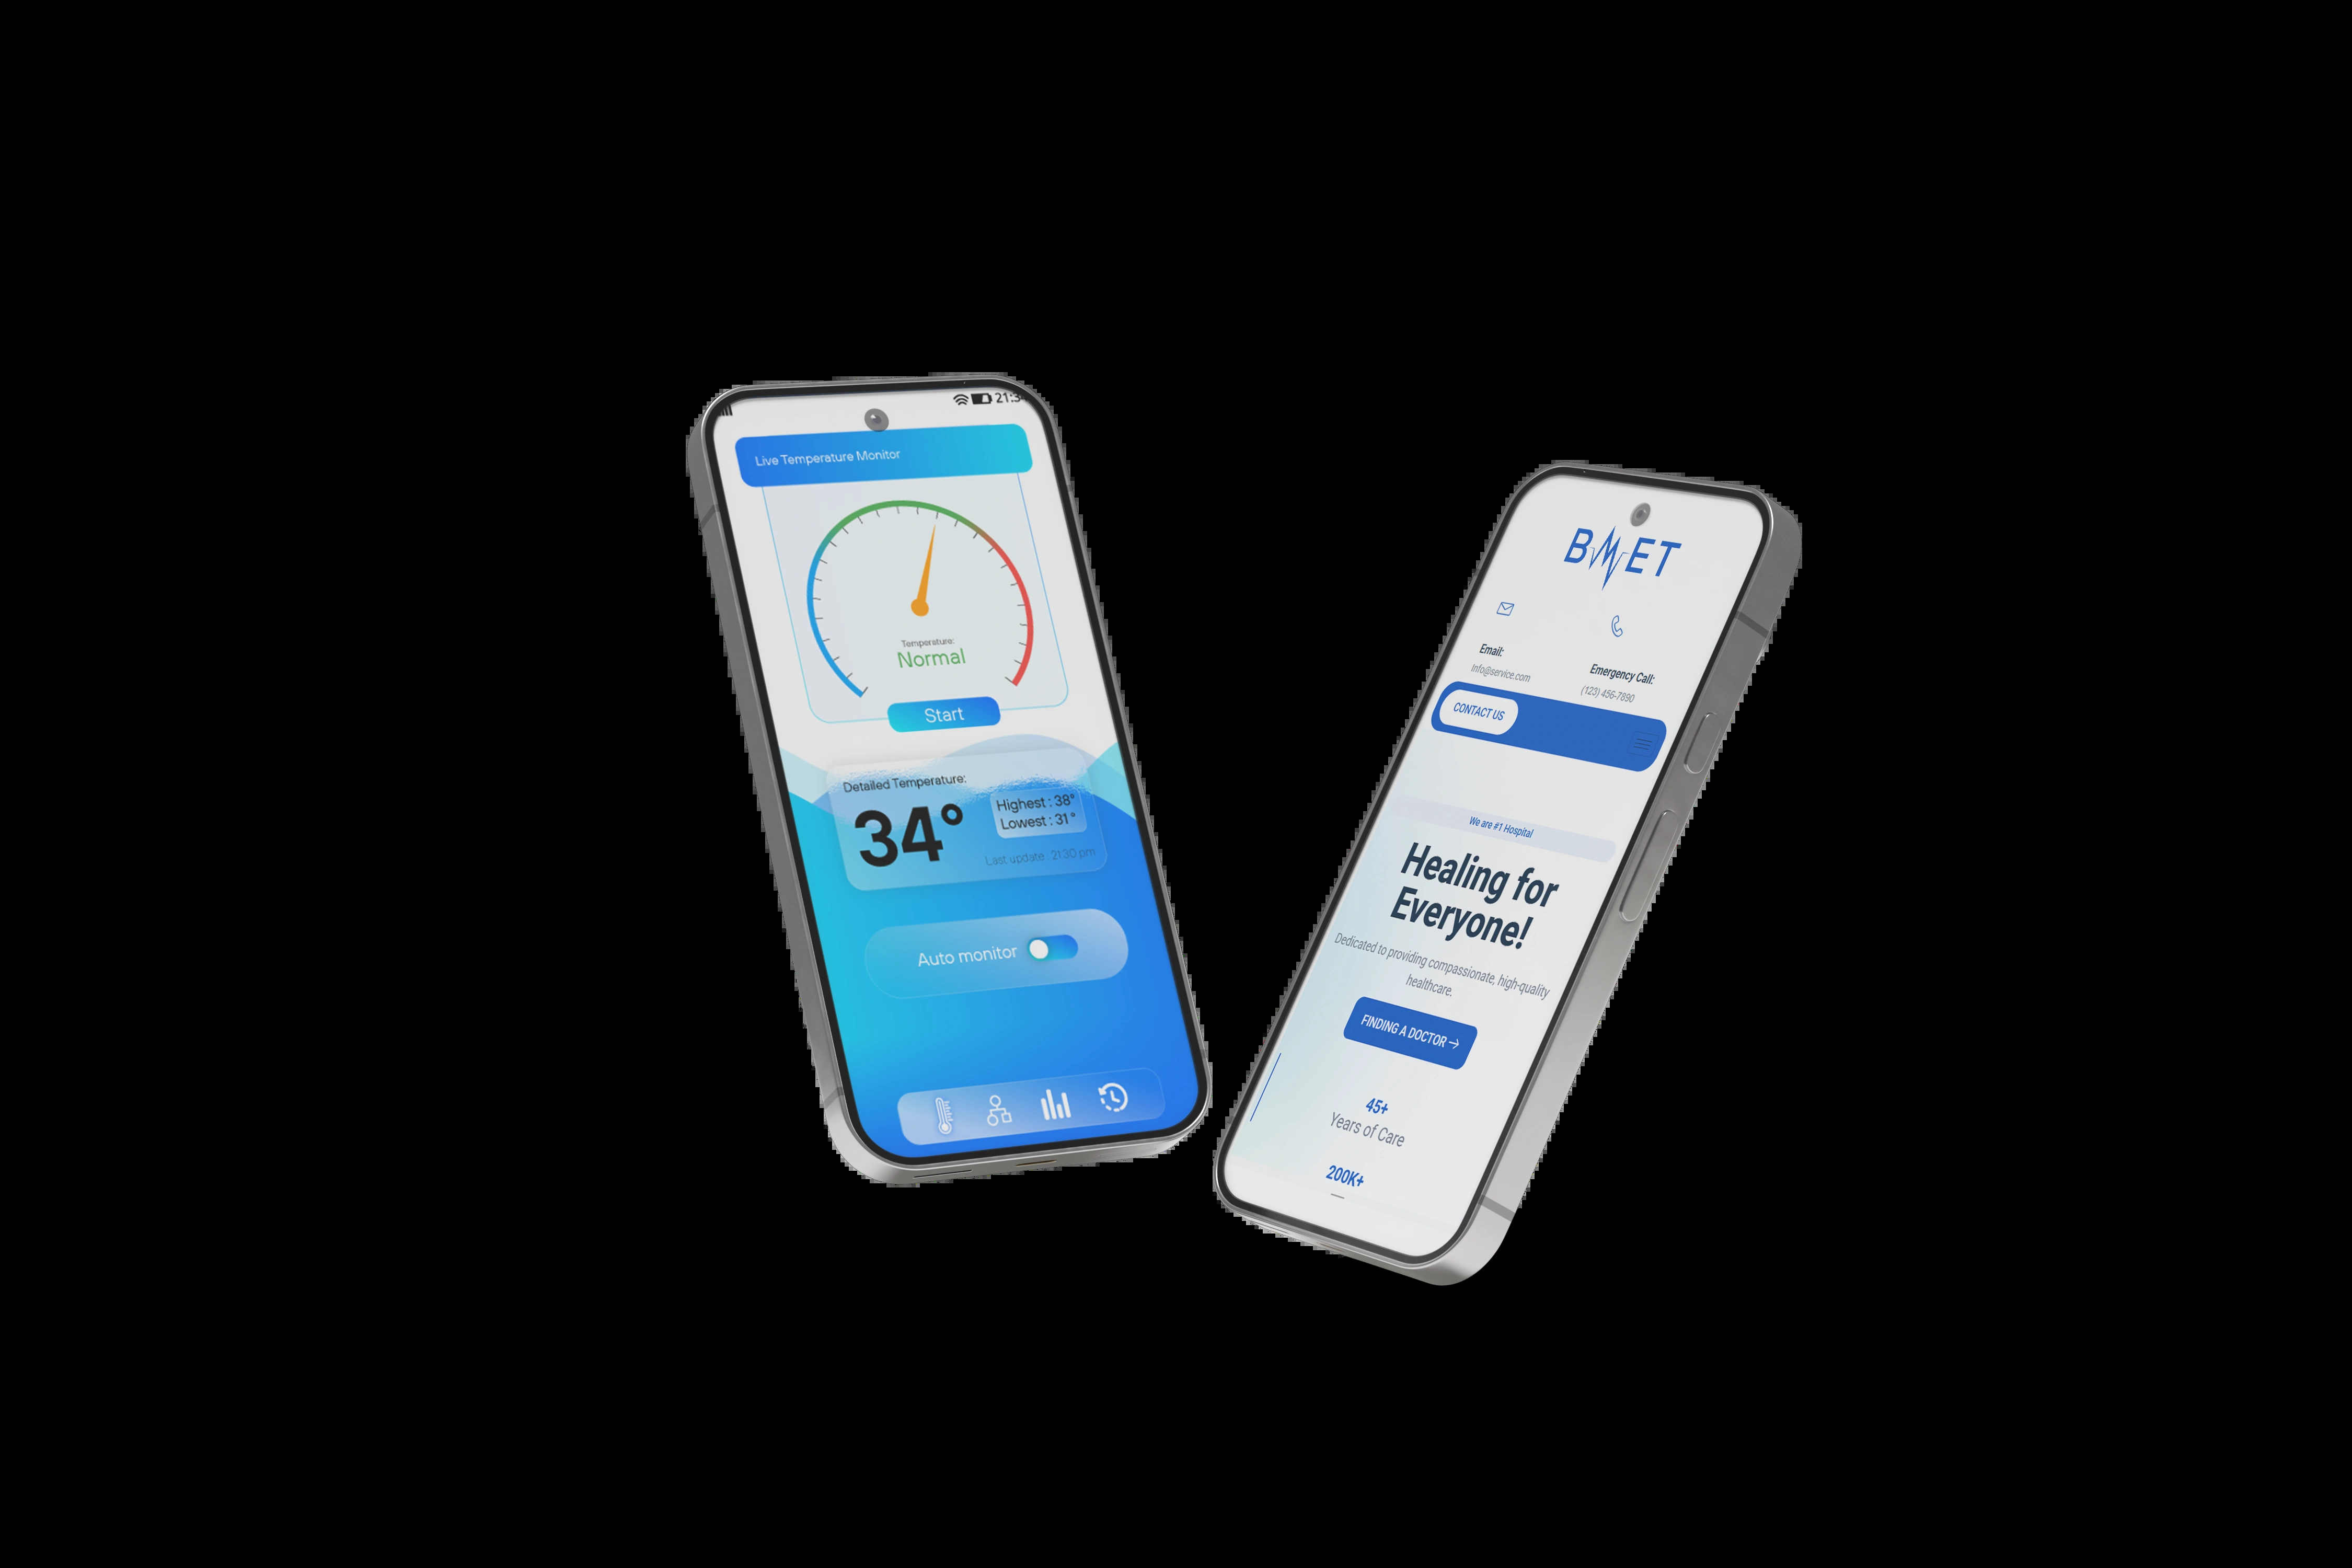 21:3
Live Temperature Monitor
Temperature:
Normal
Start
Detailed Temperature:
34°
Highest : 38°
Lowest : 31°
Last update : 21:30 pm
Auto monitor
BMET
Email:
Info@service.com
Emergency Call:
(123) 456-7890
CONTACT US
We are #1 Hospital
Healing for
Everyone!
Dedicated to providing compassionate, high-quality
healthcare.
FINDING A DOCTOR →
45+
Years of Care
200K+